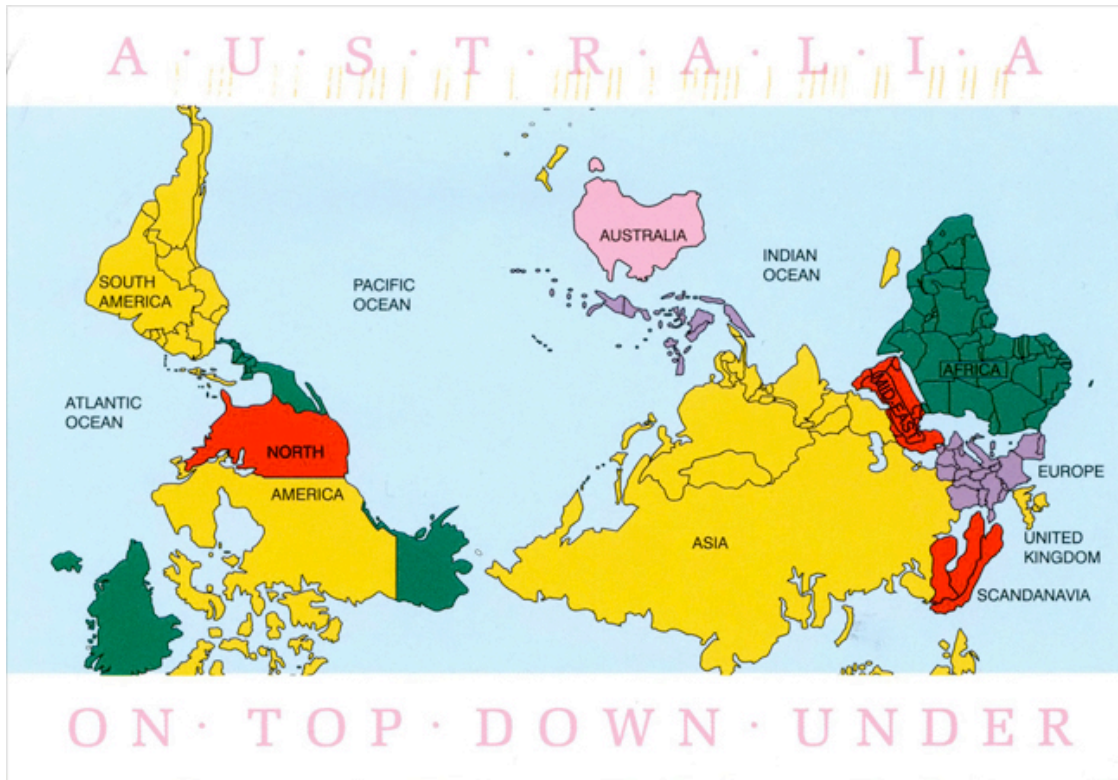 A·U·S·T·R·A·L·I·A
AUSTRALIA
INDIAN
OCEAN
SOUTH
AMERICA
PACIFIC
OCEAN
AFRICA
MID-EAST
ATLANTIC
OCEAN
NORTH
AMERICA
EUROPE
ASIA
UNITED
KINGDOM
SCANDANAVIA
ON·TOP·DOWN·UNDER